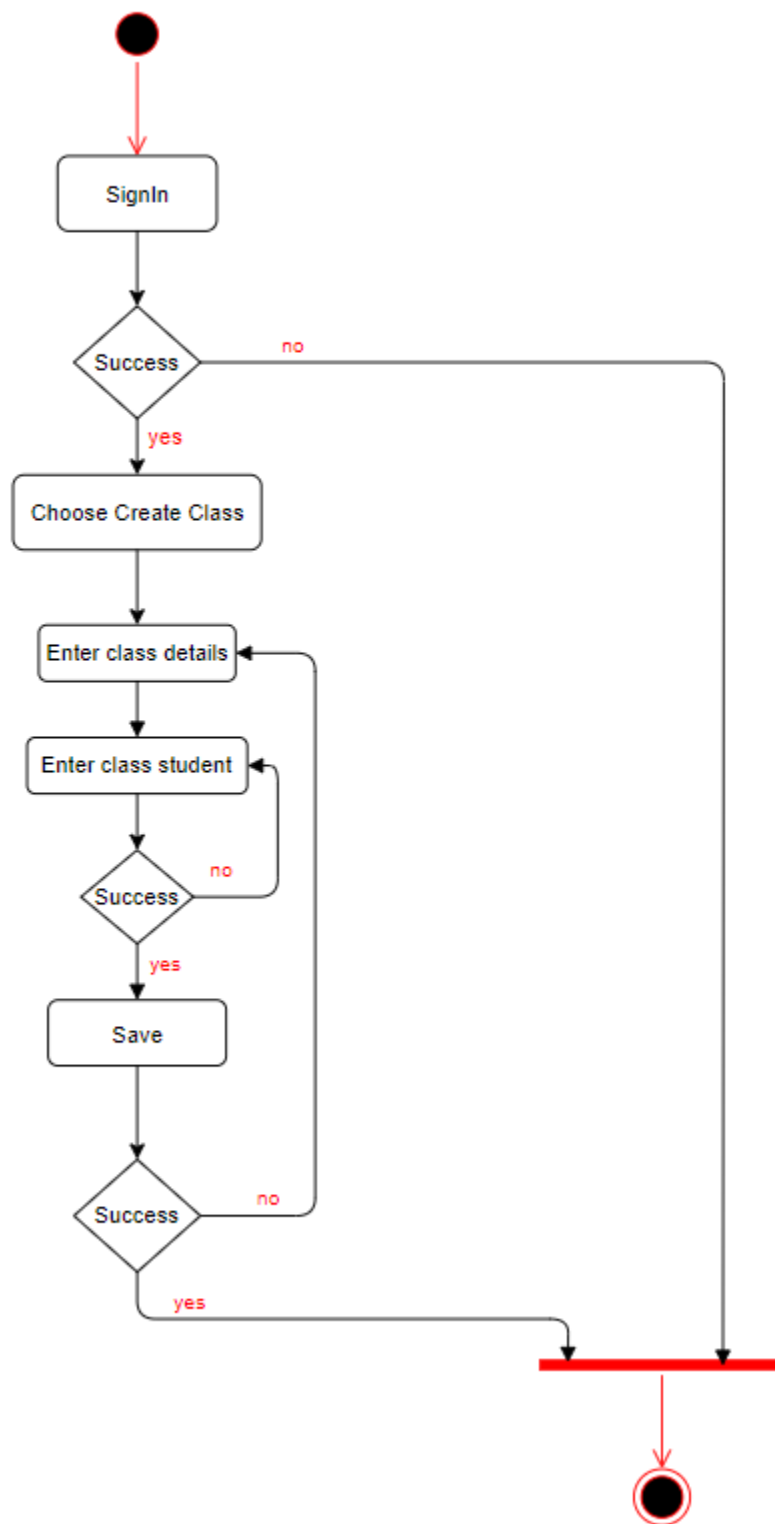 SignIn
Success
no
yes
Choose Create Class
Enter class details
Enter class student
Success
no
yes
Save
Success
no
yes